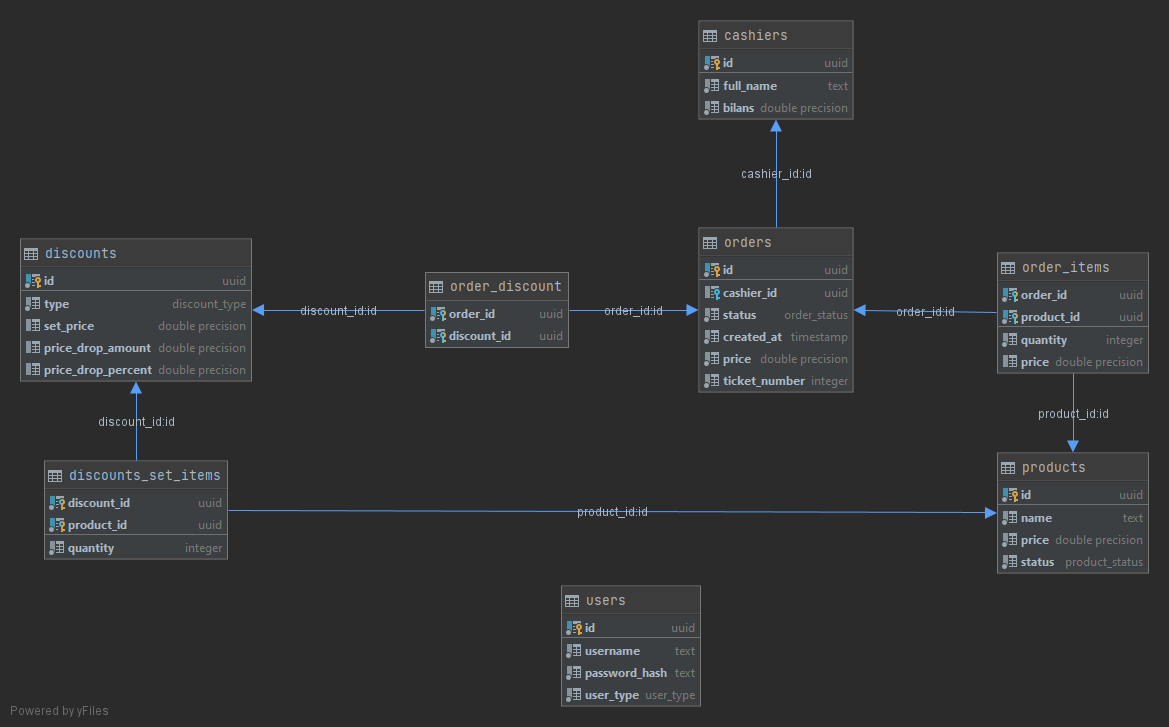 cashiers
id uuid
full_name text
bilans double precision
cashier_id:id
orders
id uuid
cashier_id uuid
status order_status
created_at timestamp
price double precision
ticket_number integer
discounts
id uuid
type discount_type
set_price double precision
price_drop_amount double precision
price_drop_percent double precision
discount_id:id
order_discount
order_id uuid
discount_id uuid
order_id:id
order_id:id
order_items
order_id uuid
product_id uuid
quantity integer
price double precision
discount_id:id
product_id:id
discounts_set_items
discount_id uuid
product_id uuid
quantity integer
product_id:id
products
id uuid
name text
price double precision
status product_status
users
id uuid
username text
password_hash text
user_type user_type
Powered by yFiles